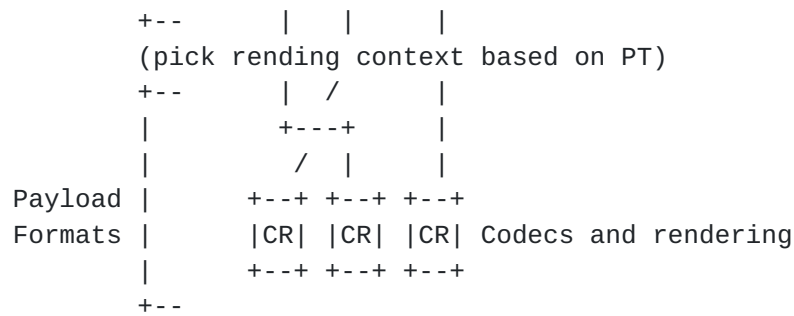 +--       |   |     |
        (pick rending context based on PT)
        +--      |  /       |
        |        +---+      |
        |         /  |      |
Payload |      +--+ +--+ +--+
Formats |      |CR| |CR| |CR| Codecs and rendering
        |      +--+ +--+ +--+
        +--